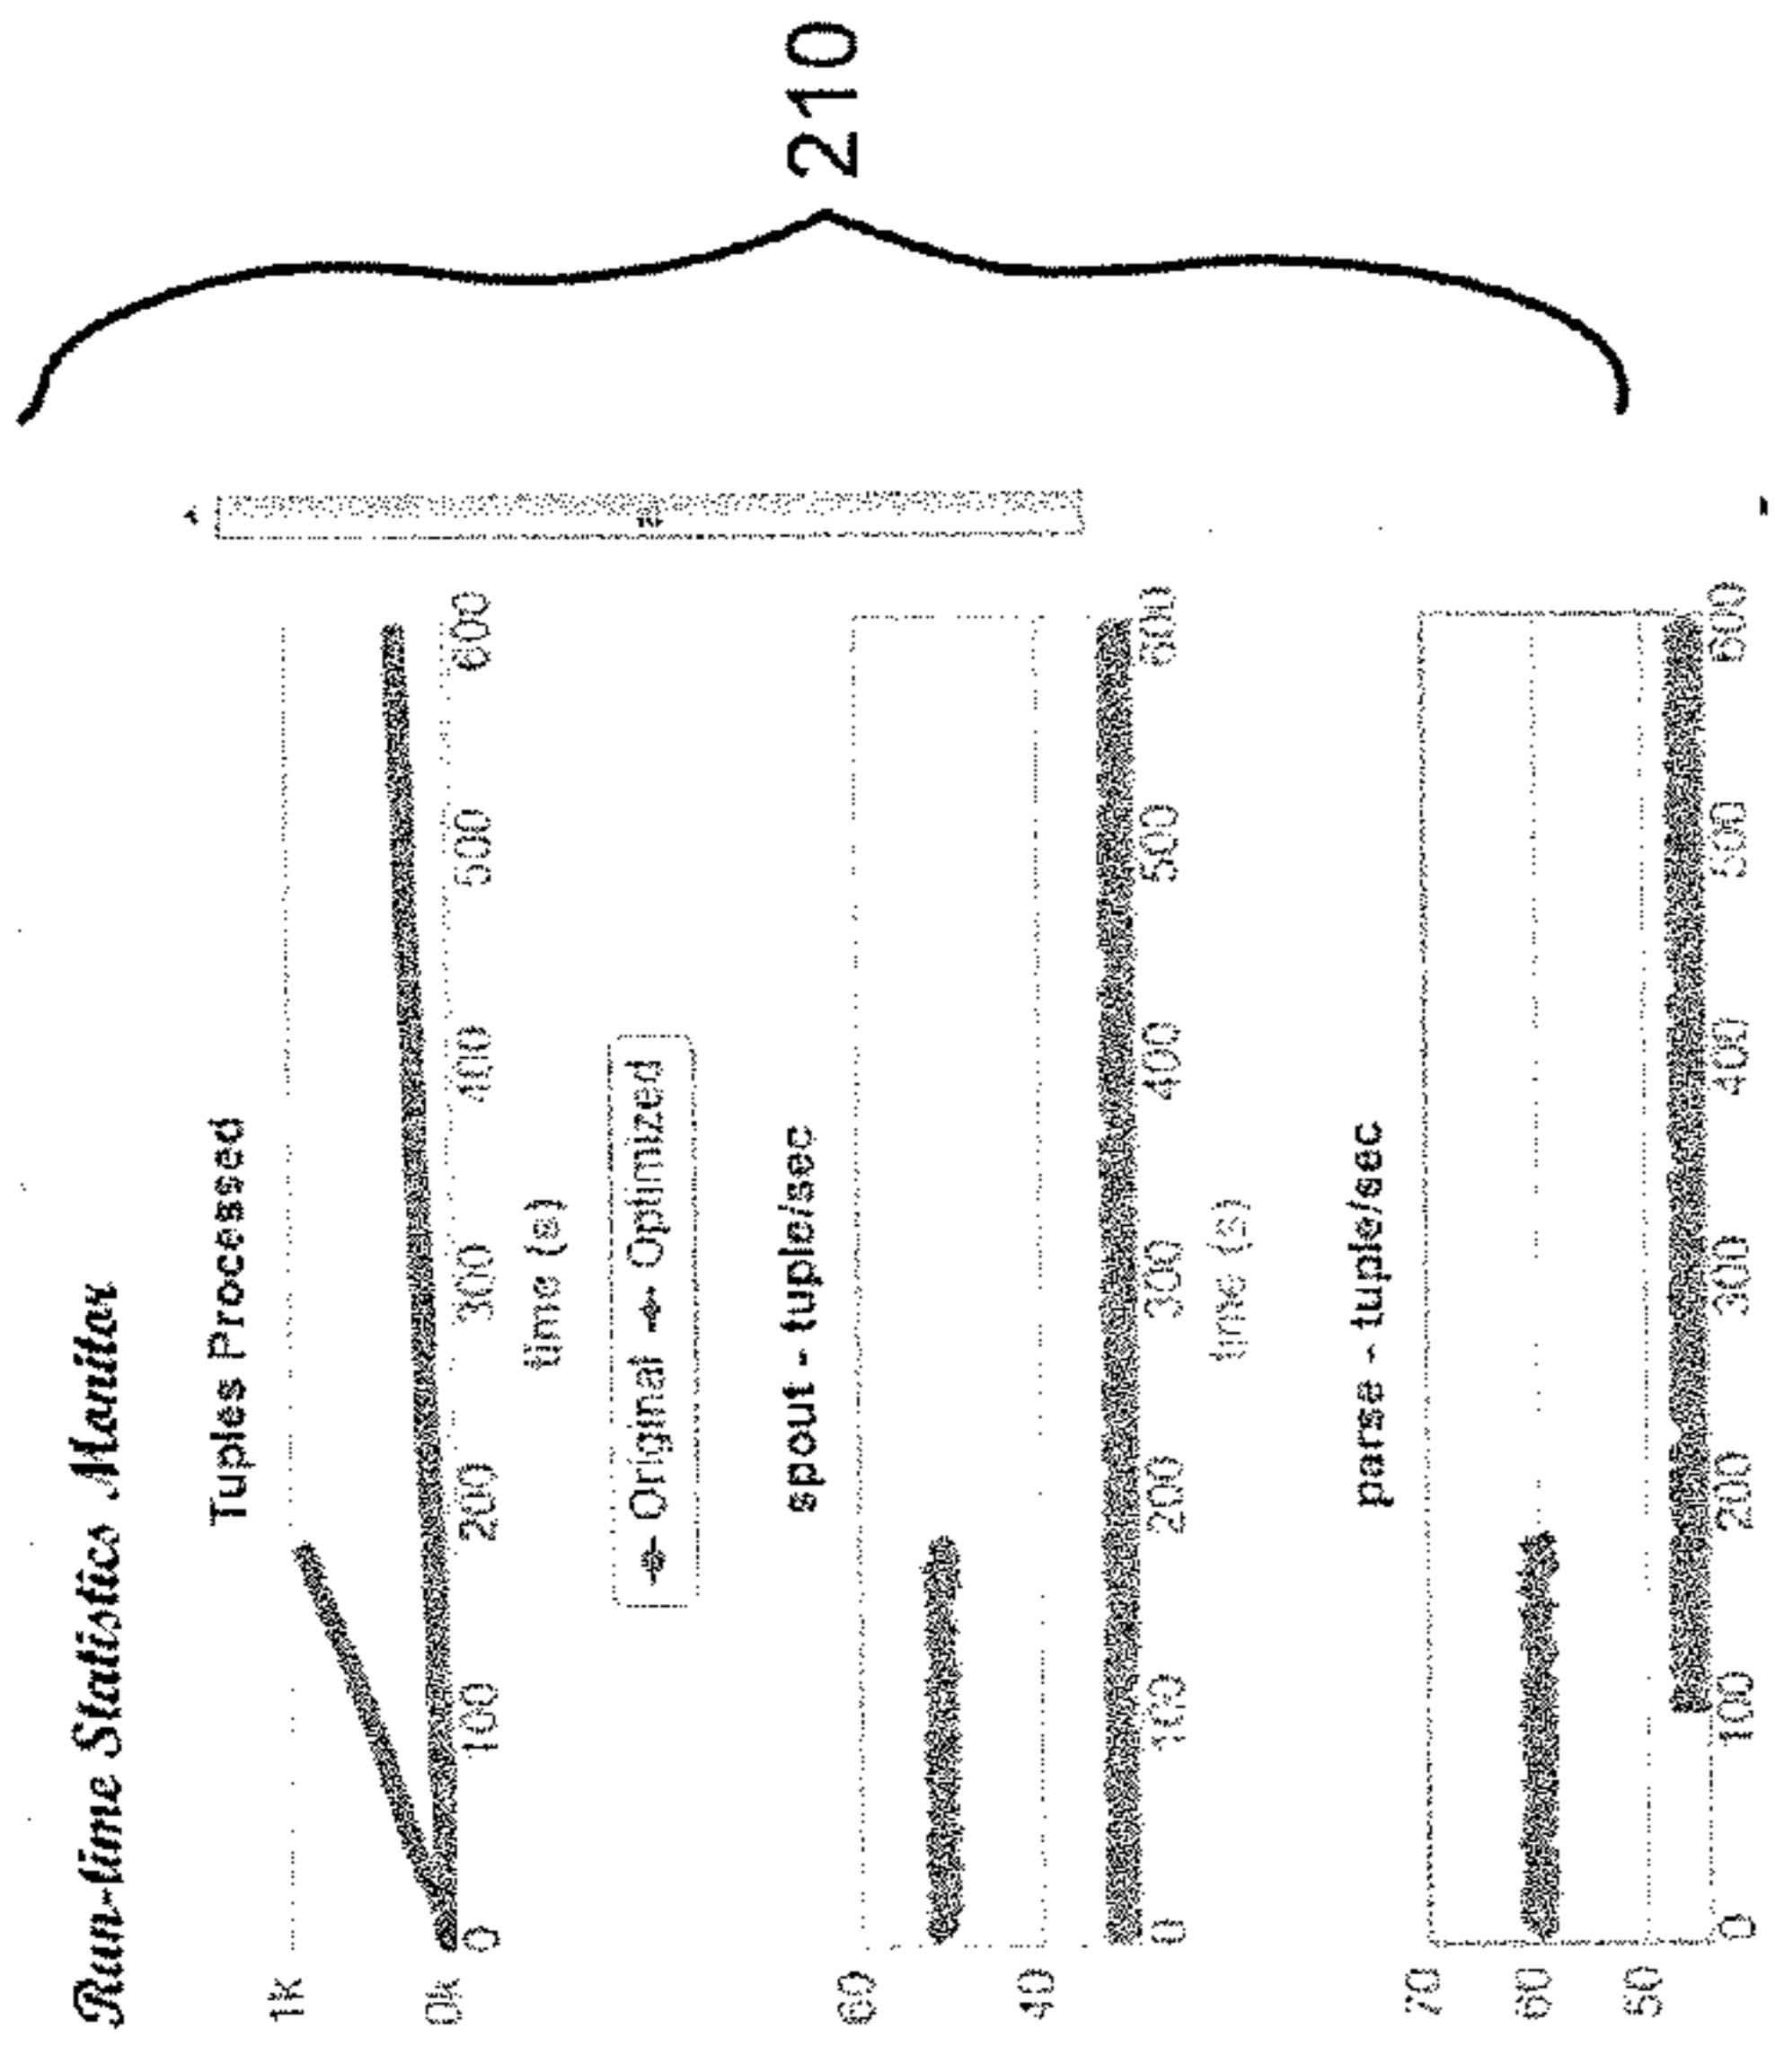 Run-time Statistics Monitor
Tuples Processed
1K
0k
0 100 200 300 400 500 600
time (s)
Original Optimized
spout - tuple/sec
60
40
0 100 200 300 400 500 600
time (s)
parse - tuple/sec
70
60
50
0 100 200 300 400 500 600
210